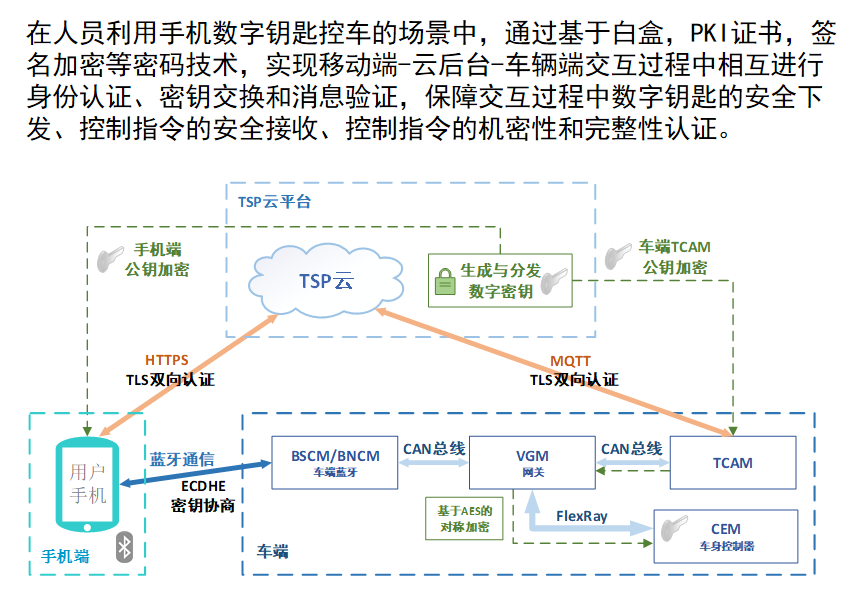 在人员利用手机数字钥匙控车的场景中，通过基于白盒，PKI证书，签
名加密等密码技术，实现移动端-云后台-车辆端交互过程中相互进行
身份认证、密钥交换和消息验证，保障交互过程中数字钥匙的安全下
发、控制指令的安全接收、控制指令的机密性和完整性认证。
TSP云平台
手机端
公钥加密
TSP云
生成与分发
数字密钥
车端TCAM
公钥加密
HTTPS
TLS双向认证
MQTT
TLS双向认证
用户
手机
手机端
蓝牙通信
ECDHE
密钥协商
BSCM/BNCM
车端蓝牙
CAN总线
VGM
网关
CAN总线
TCAM
基于AES的
对称加密
FlexRay
CEM
车身控制器
车端